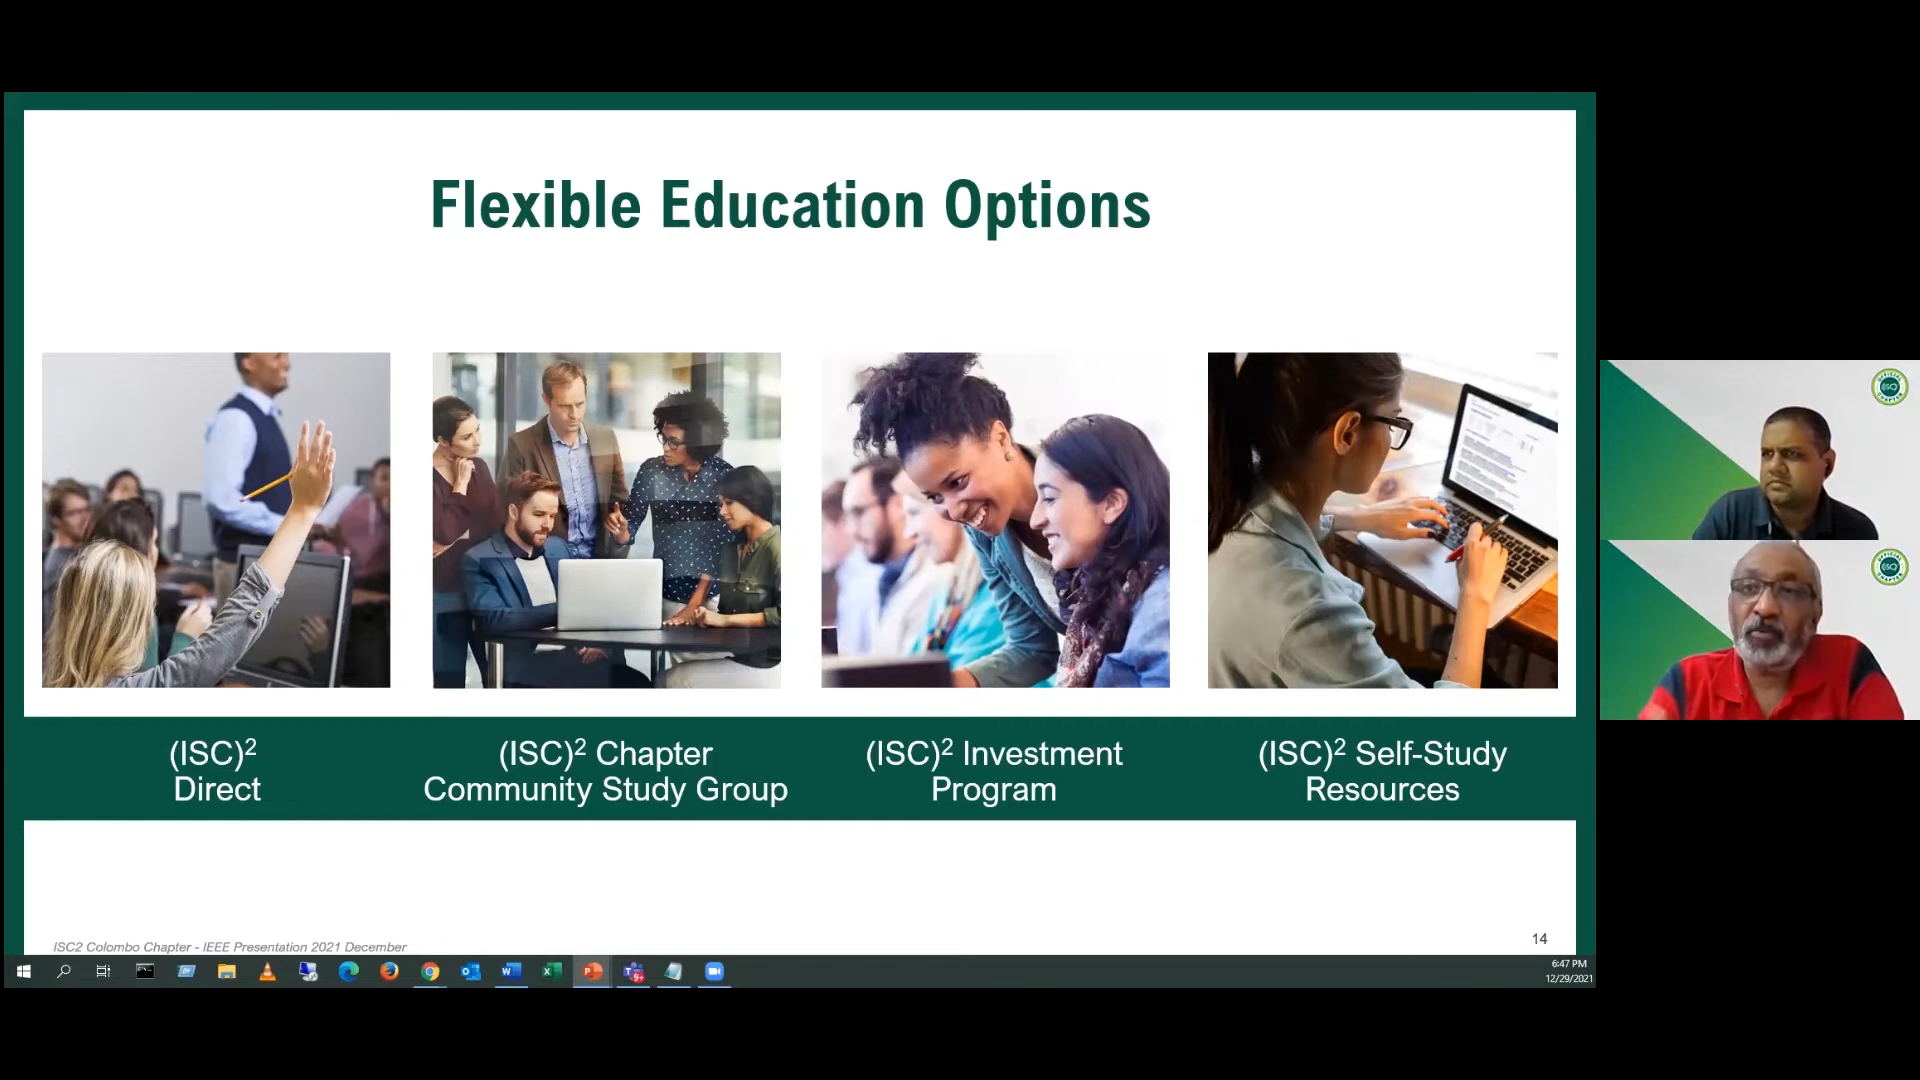 Flexible Education Options
(ISC)² Direct
(ISC)² Chapter Community Study Group
(ISC)² Investment Program
(ISC)² Self-Study Resources
ISC2 Colombo Chapter - IEEE Presentation 2021 December
14
6:47 PM
12/29/2021